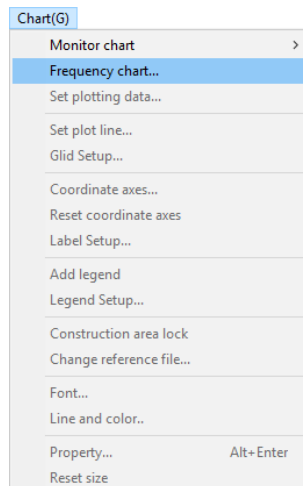 Chart(G)
Monitor chart >
Frequency chart...
Set plotting data...
Set plot line...
Glid Setup...
Coordinate axes...
Reset coordinate axes
Label Setup...
Add legend
Legend Setup...
Construction area lock
Change reference file...
Font...
Line and color..
Property... Alt+Enter
Reset size